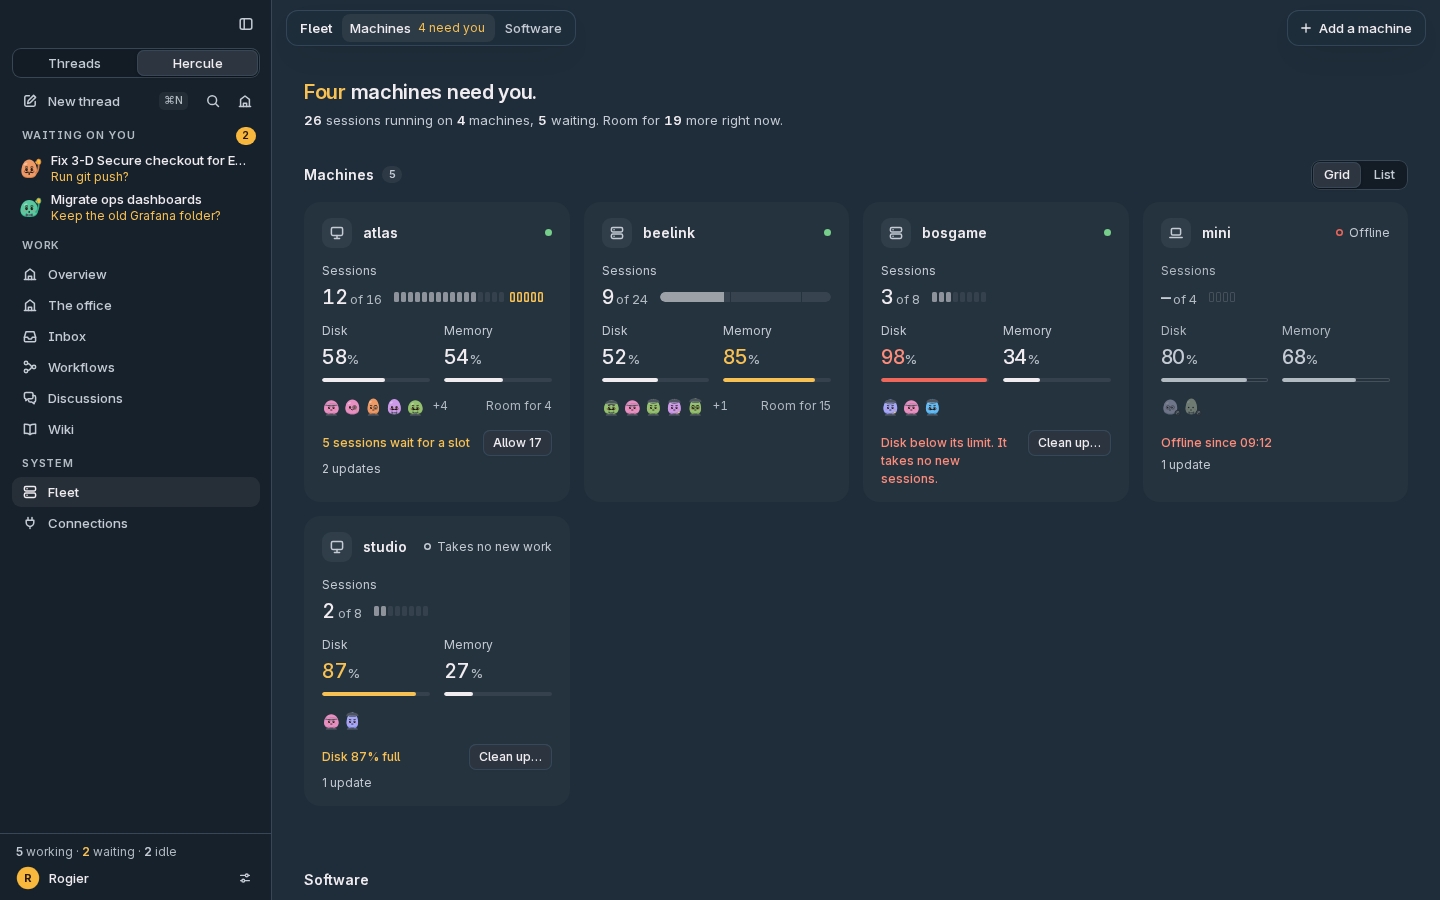 Threads
Hercule
New thread
⌘N
WAITING ON YOU
2
Fix 3-D Secure checkout for E…
Run git push?
Migrate ops dashboards
Keep the old Grafana folder?
WORK
Overview
The office
Inbox
Workflows
Discussions
Wiki
SYSTEM
Fleet
Connections
5 working · 2 waiting · 2 idle
R
Rogier
Fleet
Machines 4 need you
Software
Add a machine
Four machines need you.
26 sessions running on 4 machines, 5 waiting. Room for 19 more right now.
Machines 5
Grid
List
atlas
Sessions
12 of 16
Disk
Memory
58%
54%
+4
Room for 4
5 sessions wait for a slot
Allow 17
2 updates
beelink
Sessions
9 of 24
Disk
Memory
52%
85%
+1
Room for 15
bosgame
Sessions
3 of 8
Disk
Memory
98%
34%
Disk below its limit. It
takes no new
sessions.
Clean up…
mini
Offline
Sessions
– of 4
Disk
Memory
80%
68%
Offline since 09:12
1 update
studio
Takes no new work
Sessions
2 of 8
Disk
Memory
87%
27%
Disk 87% full
Clean up…
1 update
Software